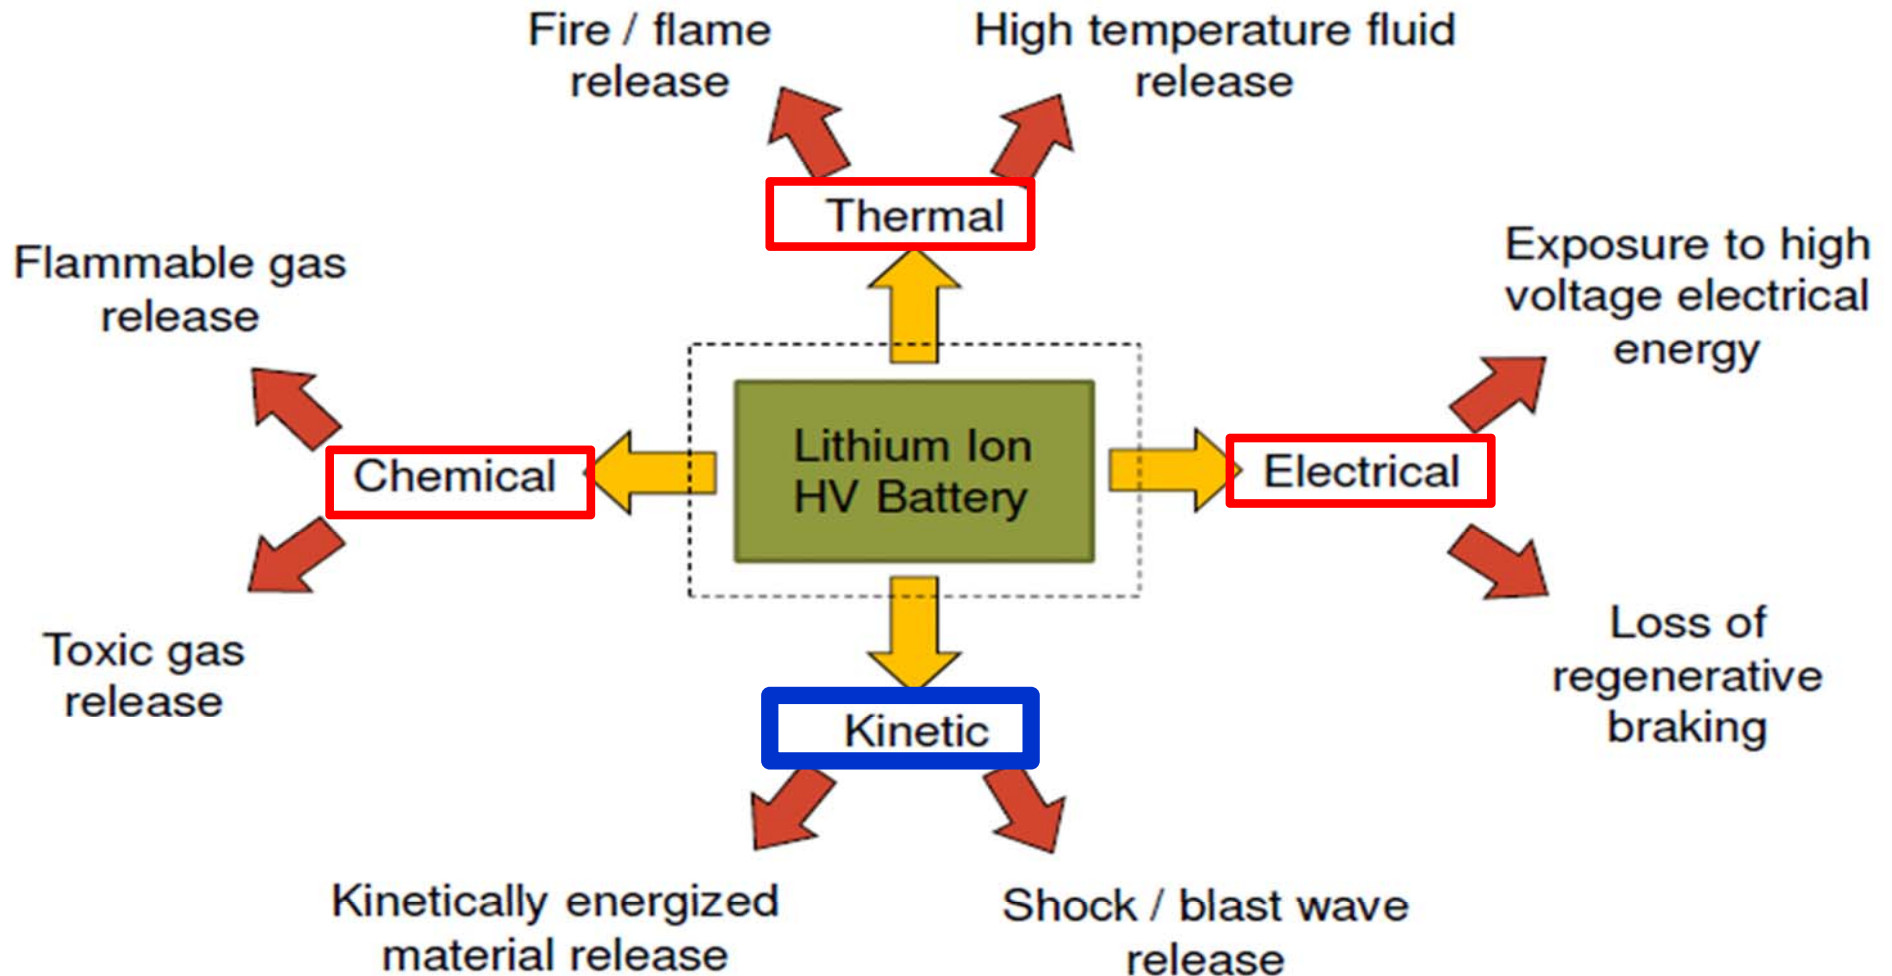 Fire / flame
release
High temperature fluid
release
Thermal
Flammable gas
release
Exposure to high
voltage electrical
energy
Chemical
Lithium Ion
HV Battery
Electrical
Toxic gas
release
Loss of
regenerative
braking
Kinetic
Kinetically energized
material release
Shock / blast wave
release